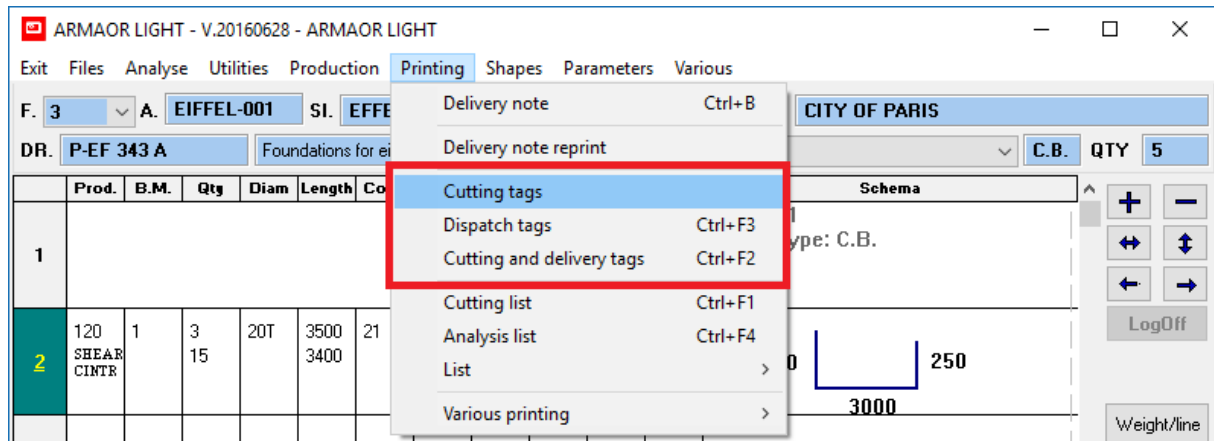 ARMAOR LIGHT - V.20160628 - ARMAOR LIGHT
Exit Files Analyse Utilities Production Printing Shapes Parameters Various
F. 3 A. EIFFEL-001 SI. EFFE CITY OF PARIS
DR. P-EF 343 A Foundations for ei C.B. QTY 5
Prod. B.M. Qty Diam Length Co Schema
Delivery note Ctrl+B
Delivery note reprint
Cutting tags
Dispatch tags Ctrl+F3
Cutting and delivery tags Ctrl+F2
Cutting list Ctrl+F1
Analysis list Ctrl+F4
List
Various printing
1
ype: C.B.
2
120 1 3 20T 3500 21
SHEAR 15 3400
CINTR
0 250
3000
LogOff
Weight/line